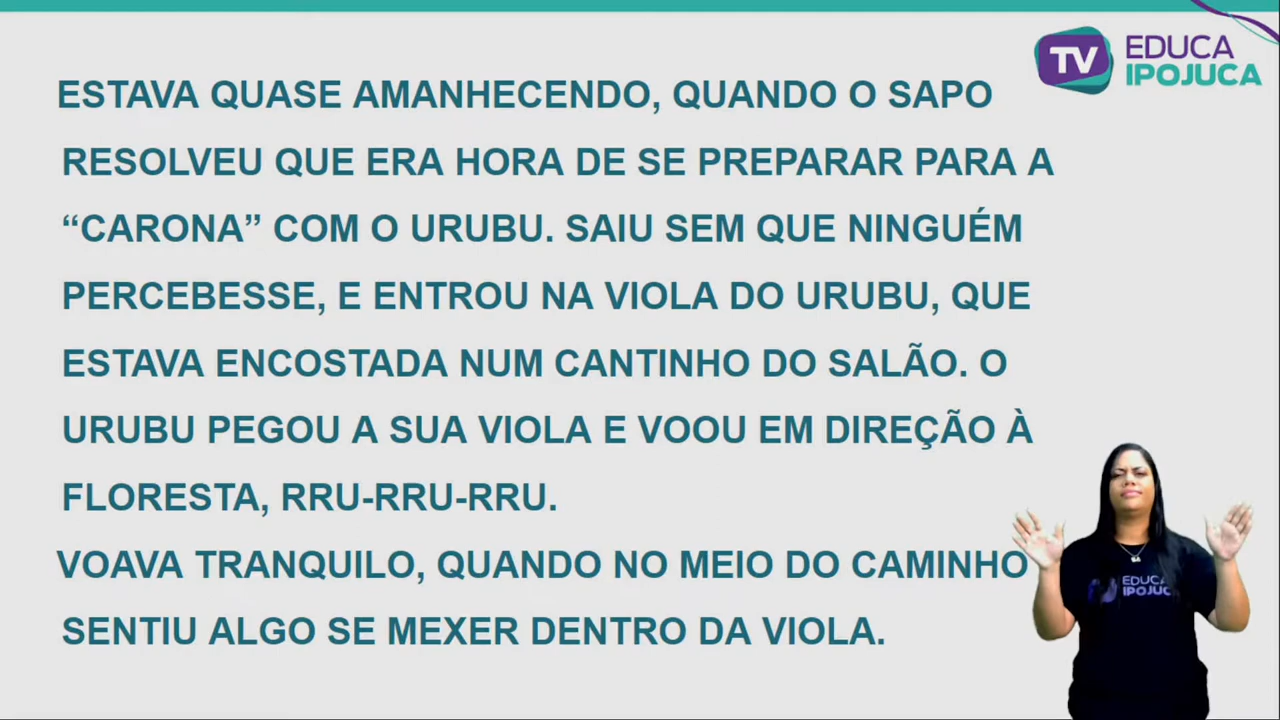 TV EDUCA
IPOJUCA
ESTAVA QUASE AMANHECENDO, QUANDO O SAPO
RESOLVEU QUE ERA HORA DE SE PREPARAR PARA A
“CARONA” COM O URUBU. SAIU SEM QUE NINGUÉM
PERCEBESSE, E ENTROU NA VIOLA DO URUBU, QUE
ESTAVA ENCOSTADA NUM CANTINHO DO SALÃO. O
URUBU PEGOU A SUA VIOLA E VOOU EM DIREÇÃO À
FLORESTA, RRU-RRU-RRU.
VOAVA TRANQUILO, QUANDO NO MEIO DO CAMINHO
SENTIU ALGO SE MEXER DENTRO DA VIOLA.
EDUCA
IPOJUCA